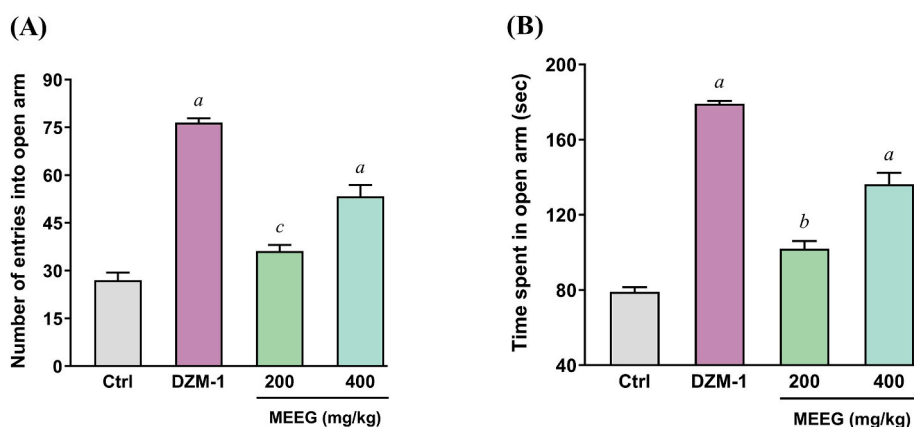 (A)
Number of entries into open arm
90
75
60
45
30
15
0
a
c
a
Ctrl DZM-1 200 400
MEEG (mg/kg)
(B)
Time spent in open arm (sec)
200
160
120
80
40
a
b
a
Ctrl DZM-1 200 400
MEEG (mg/kg)